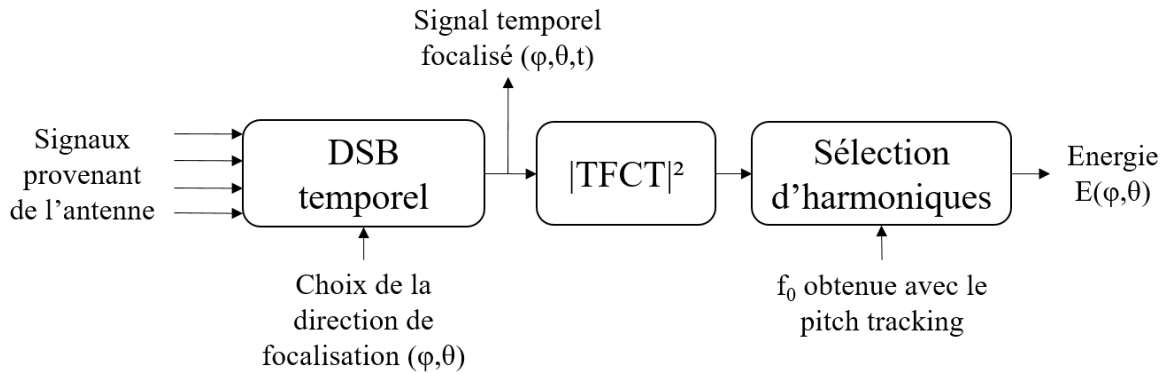 Signal temporel
focalisé (φ,θ,t)
Signaux
provenant
de l’antenne
DSB
temporel
|TFCT|²
Sélection
d’harmoniques
Energie
E(φ,θ)
Choix de la
direction de
focalisation (φ,θ)
f₀ obtenue avec le
pitch tracking